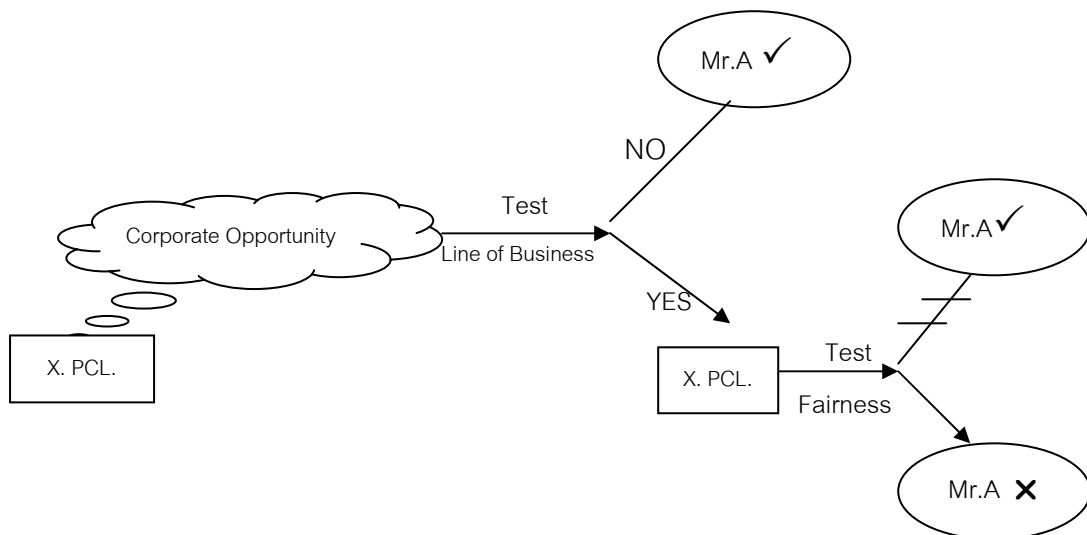 Mr.A ✓
NO
Test
Corporate Opportunity
Line of Business
Mr.A ✓
YES
X. PCL.
X. PCL.
Test
Fairness
Mr.A ✗